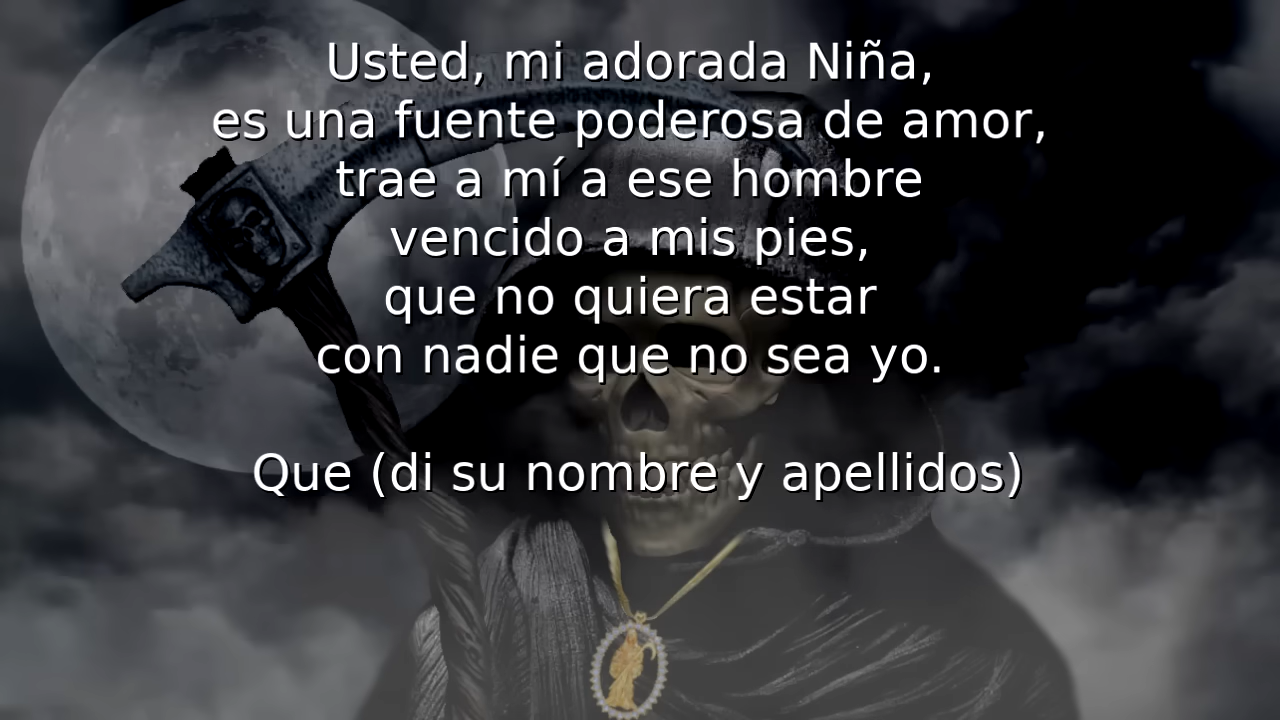 Usted, mi adorada Niña,
es una fuente poderosa de amor,
trae a mí a ese hombre
vencido a mis pies,
que no quiera estar
con nadie que no sea yo.
Que (di su nombre y apellidos)